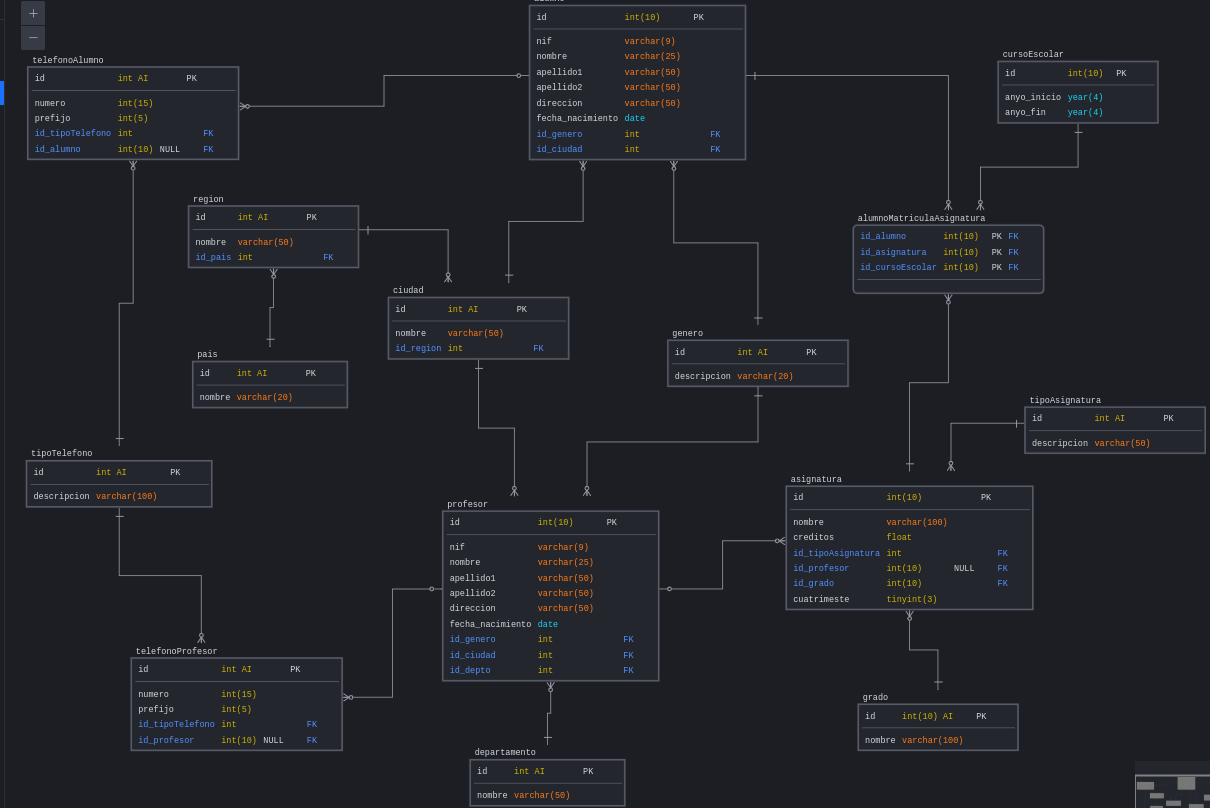 +
−
telefonoAlumno
id int AI PK
numero int(15)
prefijo int(5)
id_tipoTelefono int FK
id_alumno int(10) NULL FK
id int(10) PK
nif varchar(9)
nombre varchar(25)
apellido1 varchar(50)
apellido2 varchar(50)
direccion varchar(50)
fecha_nacimiento date
id_genero int FK
id_ciudad int FK
cursoEscolar
id int(10) PK
anyo_inicio year(4)
anyo_fin year(4)
region
id int AI PK
nombre varchar(50)
id_pais int FK
alumnoMatriculaAsignatura
id_alumno int(10) PK FK
id_asignatura int(10) PK FK
id_cursoEscolar int(10) PK FK
ciudad
id int AI PK
nombre varchar(50)
id_region int FK
genero
id int AI PK
descripcion varchar(20)
pais
id int AI PK
nombre varchar(20)
tipoAsignatura
id int AI PK
descripcion varchar(50)
tipoTelefono
id int AI PK
descripcion varchar(100)
asignatura
id int(10) PK
nombre varchar(100)
creditos float
id_tipoAsignatura int FK
id_profesor int(10) NULL FK
id_grado int(10) FK
cuatrimeste tinyint(3)
profesor
id int(10) PK
nif varchar(9)
nombre varchar(25)
apellido1 varchar(50)
apellido2 varchar(50)
direccion varchar(50)
fecha_nacimiento date
id_genero int FK
id_ciudad int FK
id_depto int FK
telefonoProfesor
id int AI PK
numero int(15)
prefijo int(5)
id_tipoTelefono int FK
id_profesor int(10) NULL FK
grado
id int(10) AI PK
nombre varchar(100)
departamento
id int AI PK
nombre varchar(50)